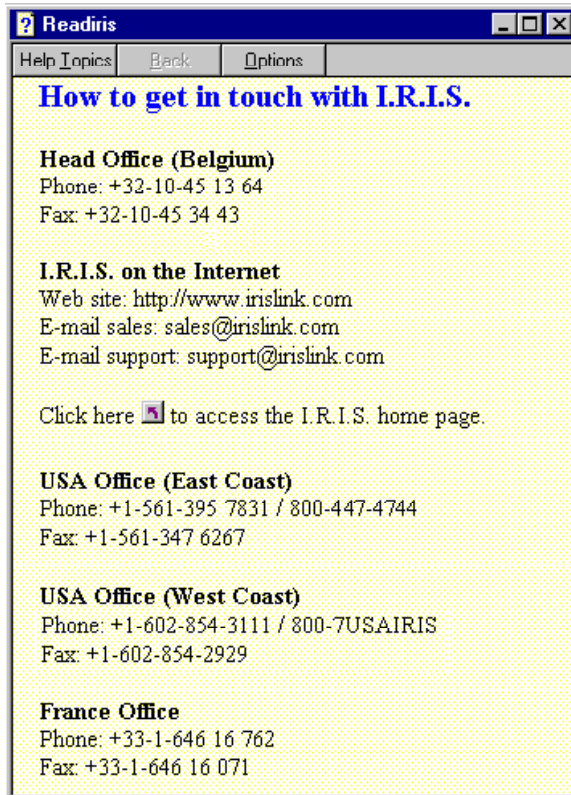 Readiris
Help Topics Back Options
How to get in touch with I.R.I.S.
Head Office (Belgium)
Phone: +32-10-45 13 64
Fax: +32-10-45 34 43
I.R.I.S. on the Internet
Web site: http://www.irislink.com
E-mail sales: sales@irislink.com
E-mail support: support@irislink.com
Click here to access the I.R.I.S. home page.
USA Office (East Coast)
Phone: +1-561-395 7831 / 800-447-4744
Fax: +1-561-347 6267
USA Office (West Coast)
Phone: +1-602-854-3111 / 800-7USAIRIS
Fax: +1-602-854-2929
France Office
Phone: +33-1-646 16 762
Fax: +33-1-646 16 071